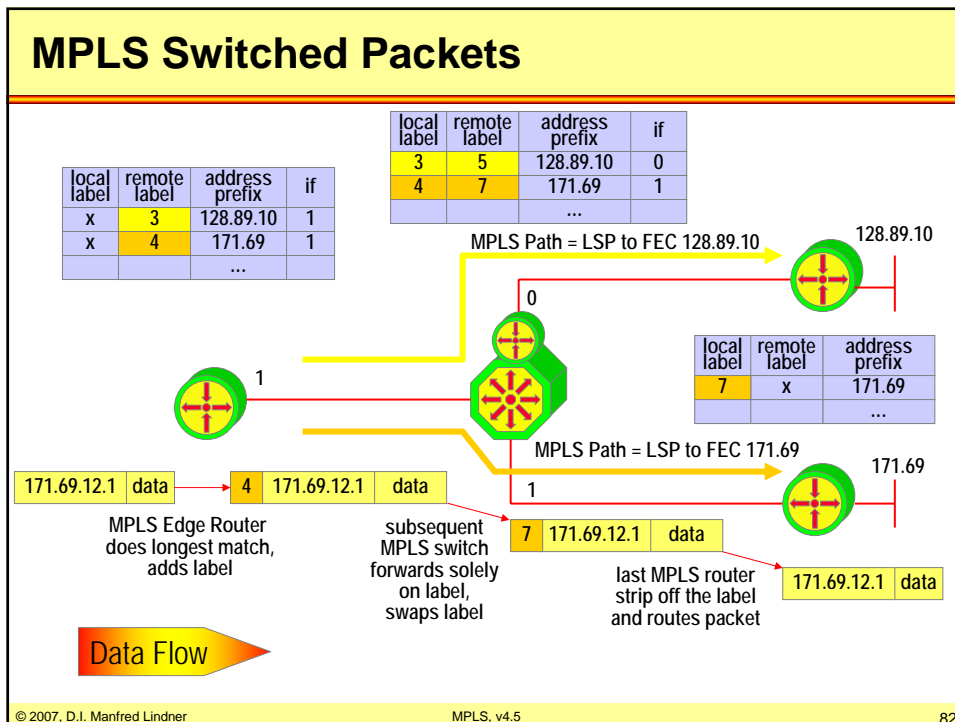 MPLS Switched Packets
local label remote label address prefix if
3 5 128.89.10 0
4 7 171.69 1
...
local label remote label address prefix if
x 3 128.89.10 1
x 4 171.69 1
...
MPLS Path = LSP to FEC 128.89.10
128.89.10
0
1
local label remote label address prefix
7 x 171.69
...
MPLS Path = LSP to FEC 171.69
171.69
1
171.69.12.1 data
4 171.69.12.1 data
MPLS Edge Router
does longest match,
adds label
subsequent
MPLS switch
forwards solely
on label,
swaps label
7 171.69.12.1 data
last MPLS router
strip off the label
and routes packet
171.69.12.1 data
Data Flow
© 2007, D.I. Manfred Lindner
MPLS, v4.5
82